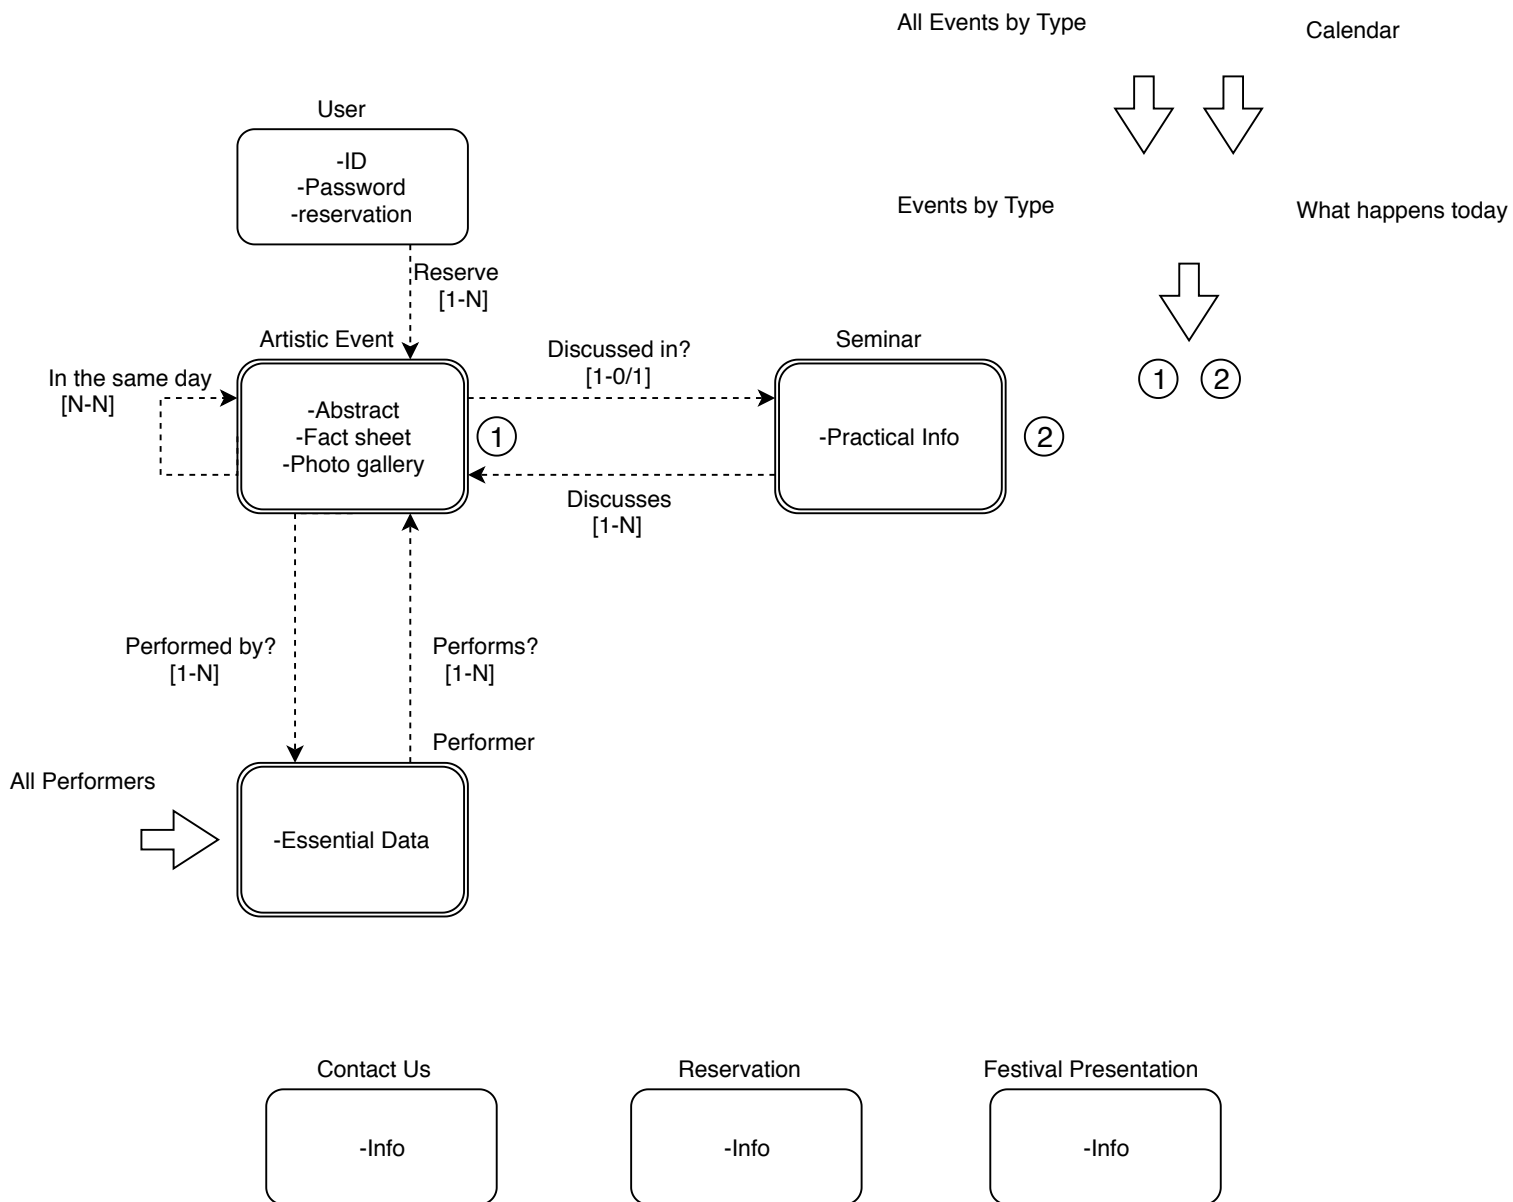 All Events by Type
Calendar
User
-ID
-Password
-reservation
Events by Type
What happens today
Reserve
[1-N]
Artistic Event
Discussed in?
[1-0/1]
Seminar
In the same day
[N-N]
-Abstract
-Fact sheet
-Photo gallery
1
-Practical Info
2
1
2
Discusses
[1-N]
Performed by?
[1-N]
Performs?
[1-N]
Performer
All Performers
-Essential Data
Contact Us
Reservation
Festival Presentation
-Info
-Info
-Info